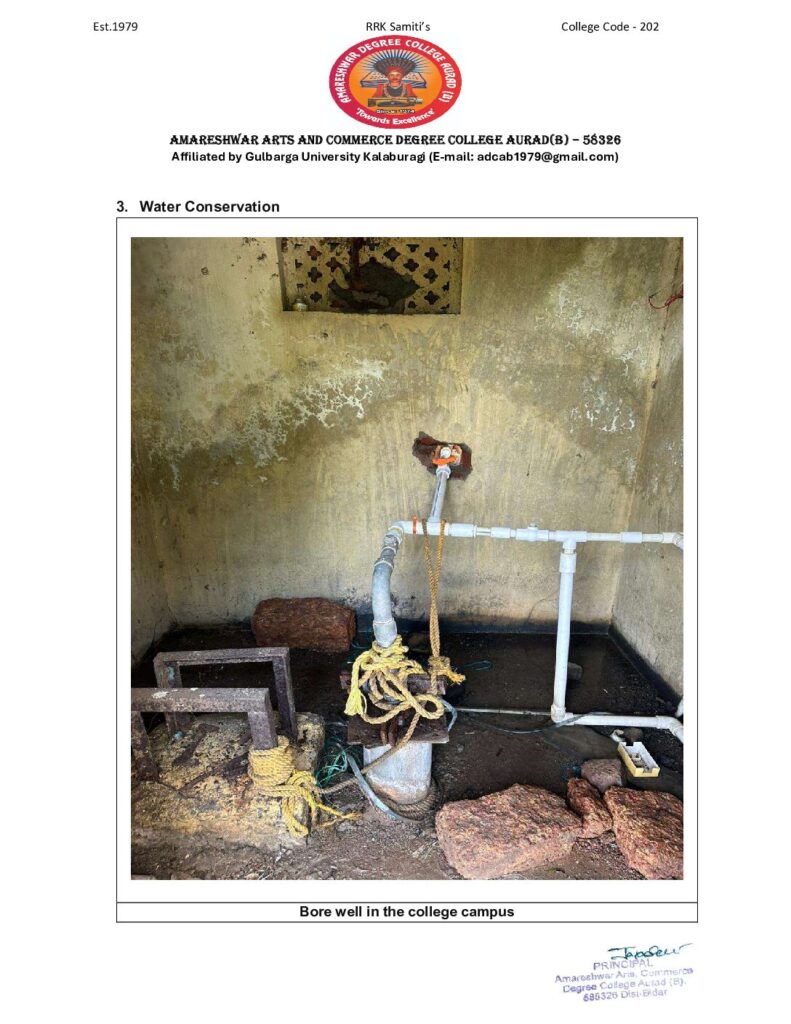 Est.1979 RRK Samiti's College Code - 202
AMARESHWAR DEGREE COLLEGE AURAD (B)
"Towards Excellence"
AMARESHWAR ARTS AND COMMERCE DEGREE COLLEGE AURAD(B) – 58326
Affiliated by Gulbarga University Kalaburagi (E-mail: adcab1979@gmail.com)
3. Water Conservation
Bore well in the college campus
PRINCIPAL
Amareshwar Arts, Commerce
Degree College Aurad (B).
585326 Dist-Bidar